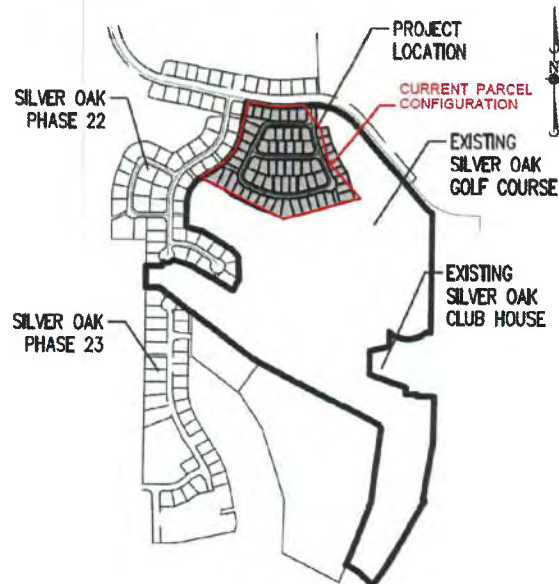 PROJECT
LOCATION
CURRENT PARCEL
CONFIGURATION
SILVER OAK
PHASE 22
EXISTING
SILVER OAK
GOLF COURSE
EXISTING
SILVER OAK
CLUB HOUSE
SILVER OAK
PHASE 23